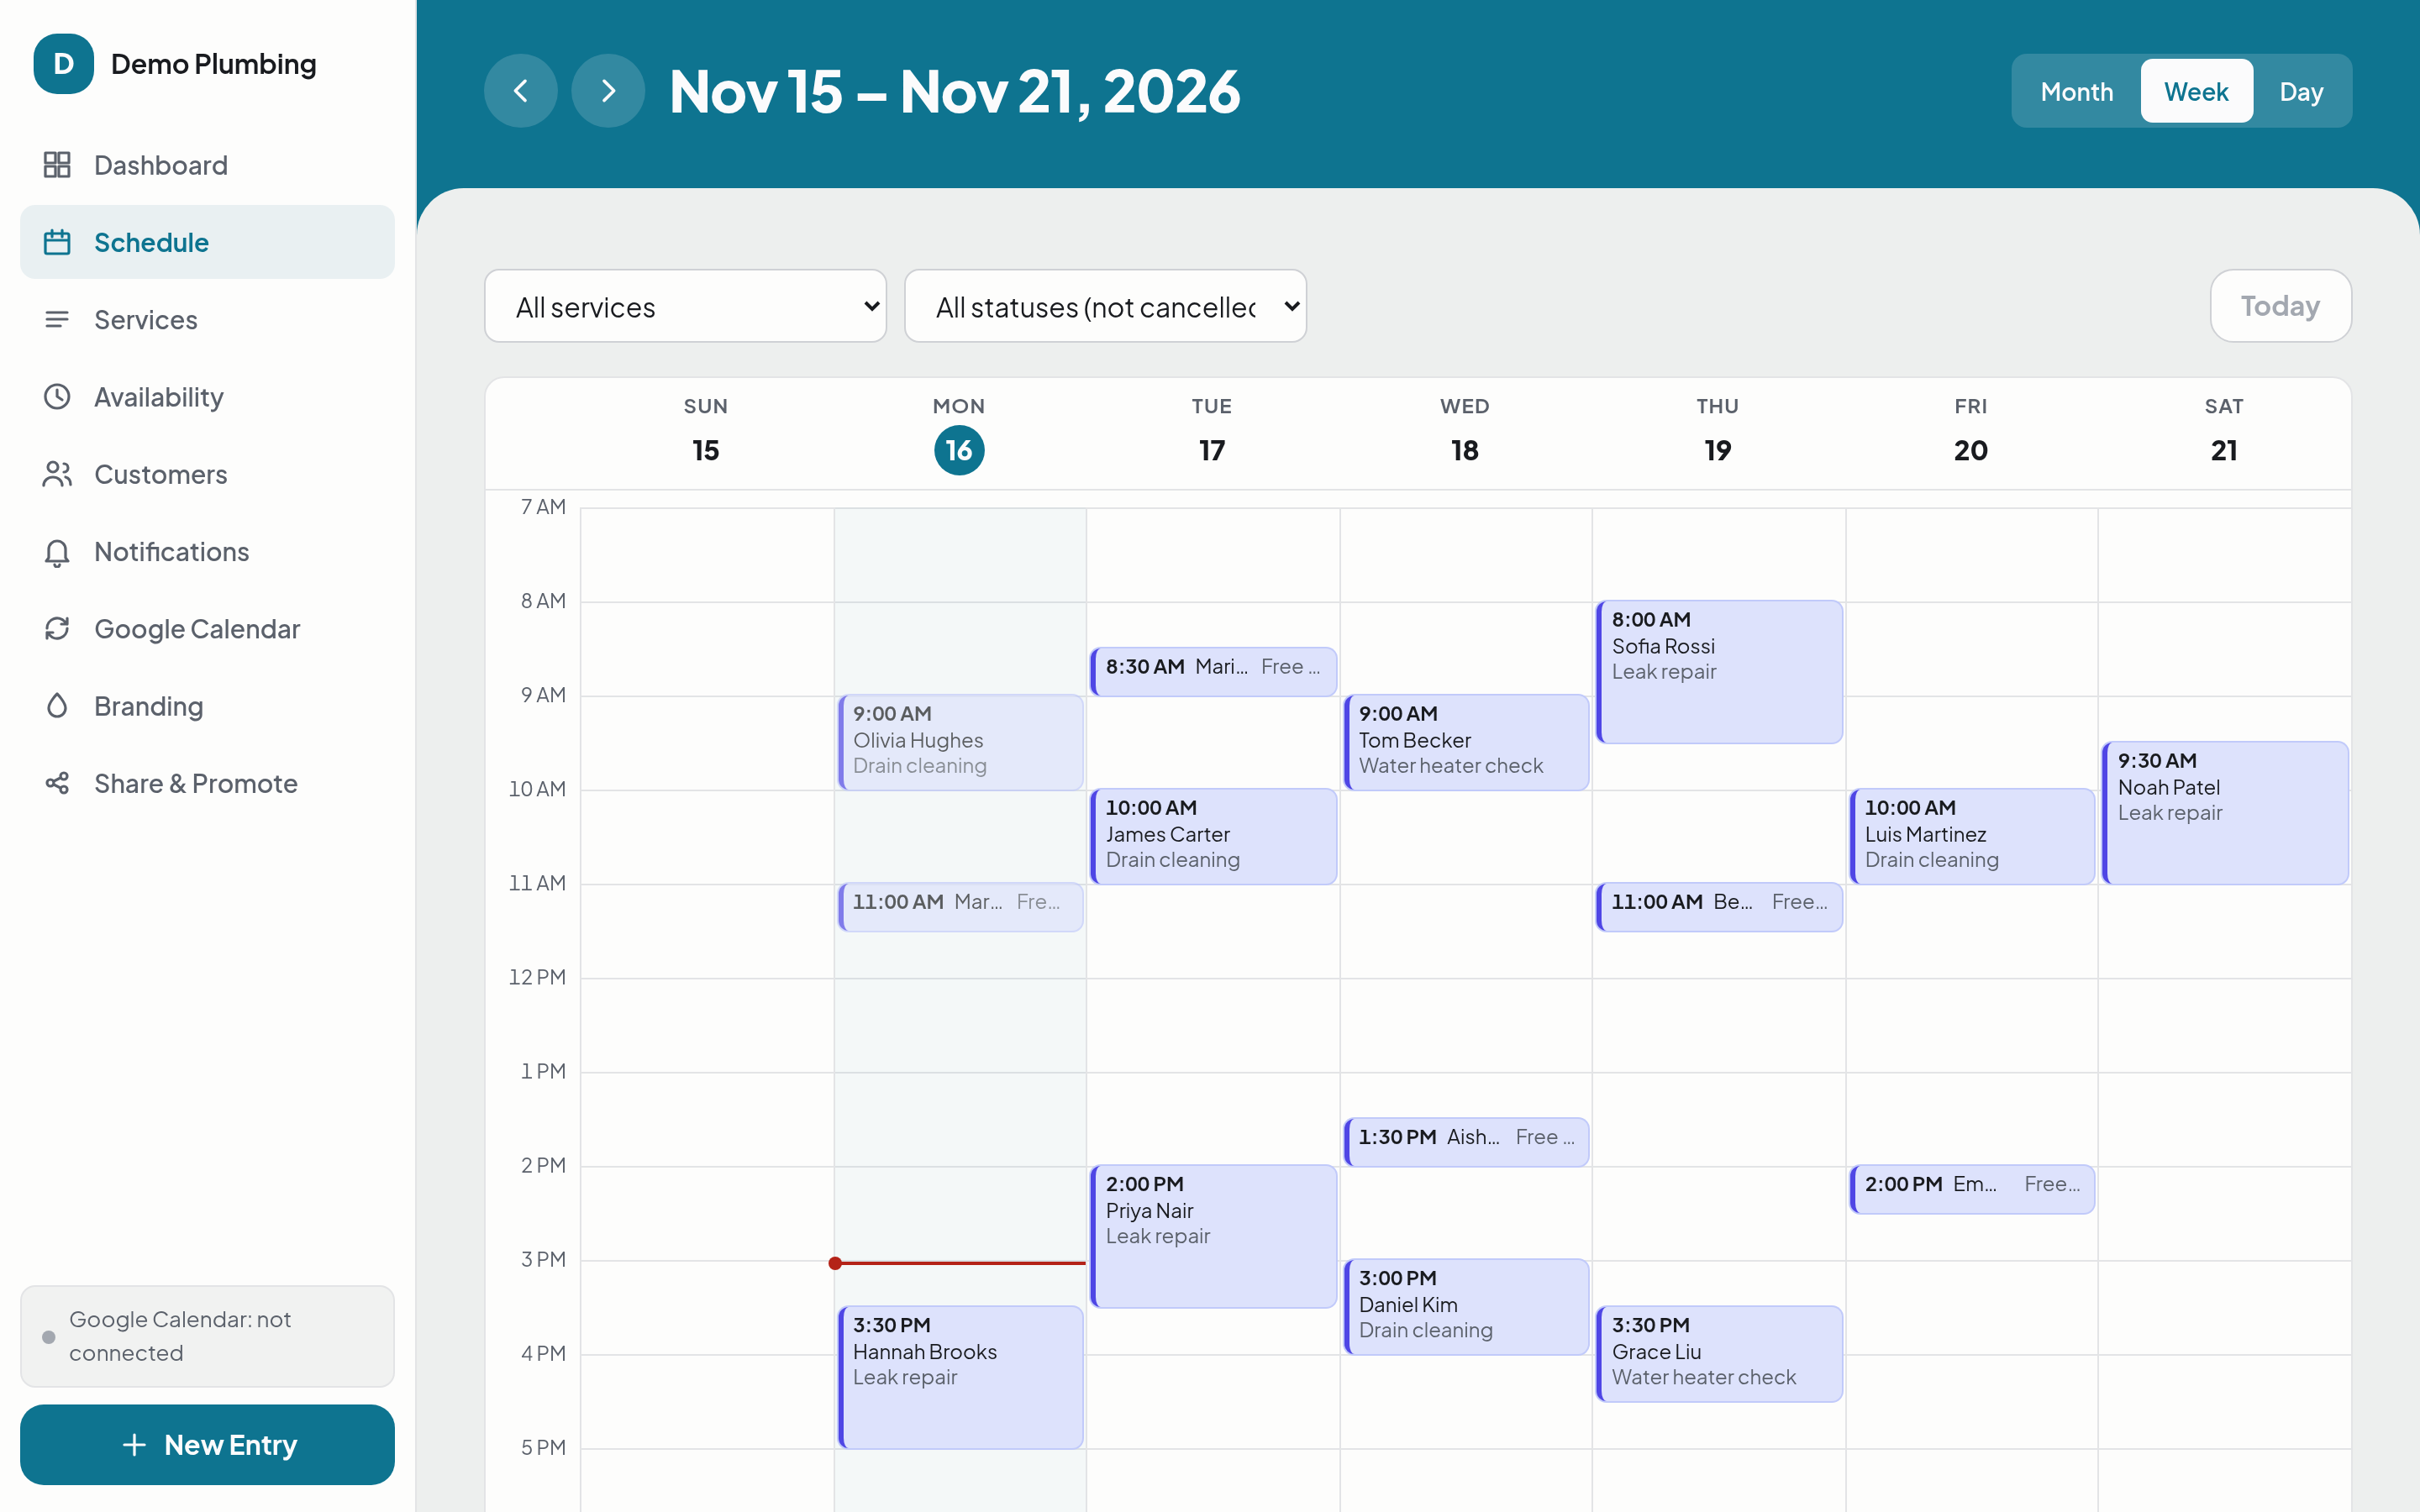 D Demo Plumbing
Dashboard
Schedule
Services
Availability
Customers
Notifications
Google Calendar
Branding
Share & Promote
Google Calendar: not
connected
New Entry
Nov 15 – Nov 21, 2026
Month Week Day
All services
All statuses (not cancelled
Today
SUN MON TUE WED THU FRI SAT
15 16 17 18 19 20 21
7 AM
8 AM
9 AM
10 AM
11 AM
12 PM
1 PM
2 PM
3 PM
4 PM
5 PM
9:00 AM
Olivia Hughes
Drain cleaning
11:00 AM Mar... Fre...
3:30 PM
Hannah Brooks
Leak repair
8:30 AM Mari... Free ...
10:00 AM
James Carter
Drain cleaning
2:00 PM
Priya Nair
Leak repair
9:00 AM
Tom Becker
Water heater check
1:30 PM Aish... Free ...
3:00 PM
Daniel Kim
Drain cleaning
8:00 AM
Sofia Rossi
Leak repair
11:00 AM Be... Free...
3:30 PM
Grace Liu
Water heater check
10:00 AM
Luis Martinez
Drain cleaning
2:00 PM Em... Free...
9:30 AM
Noah Patel
Leak repair